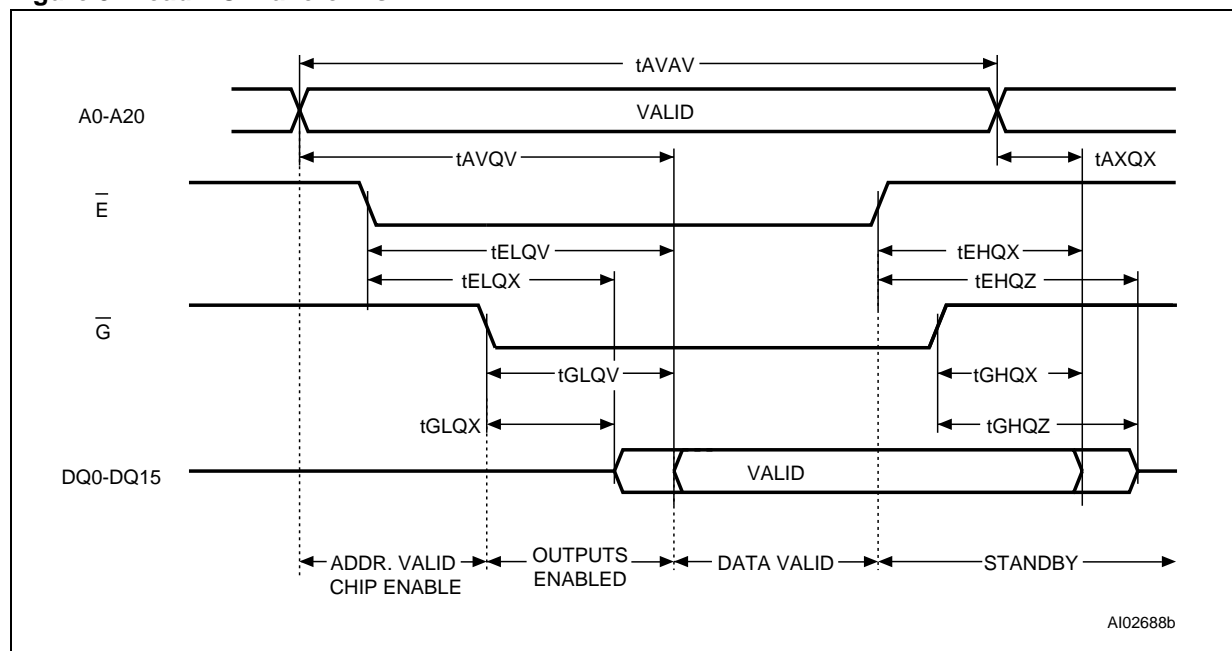 tAVAV
A0-A20
VALID
tAVQV
tAXQX
E
tELQV
tEHQX
tELQX
tEHQZ
G
tGLQV
tGHQX
tGLQX
tGHQZ
DQ0-DQ15
VALID
ADDR. VALID
CHIP ENABLE
OUTPUTS
ENABLED
DATA VALID
STANDBY
AI02688b